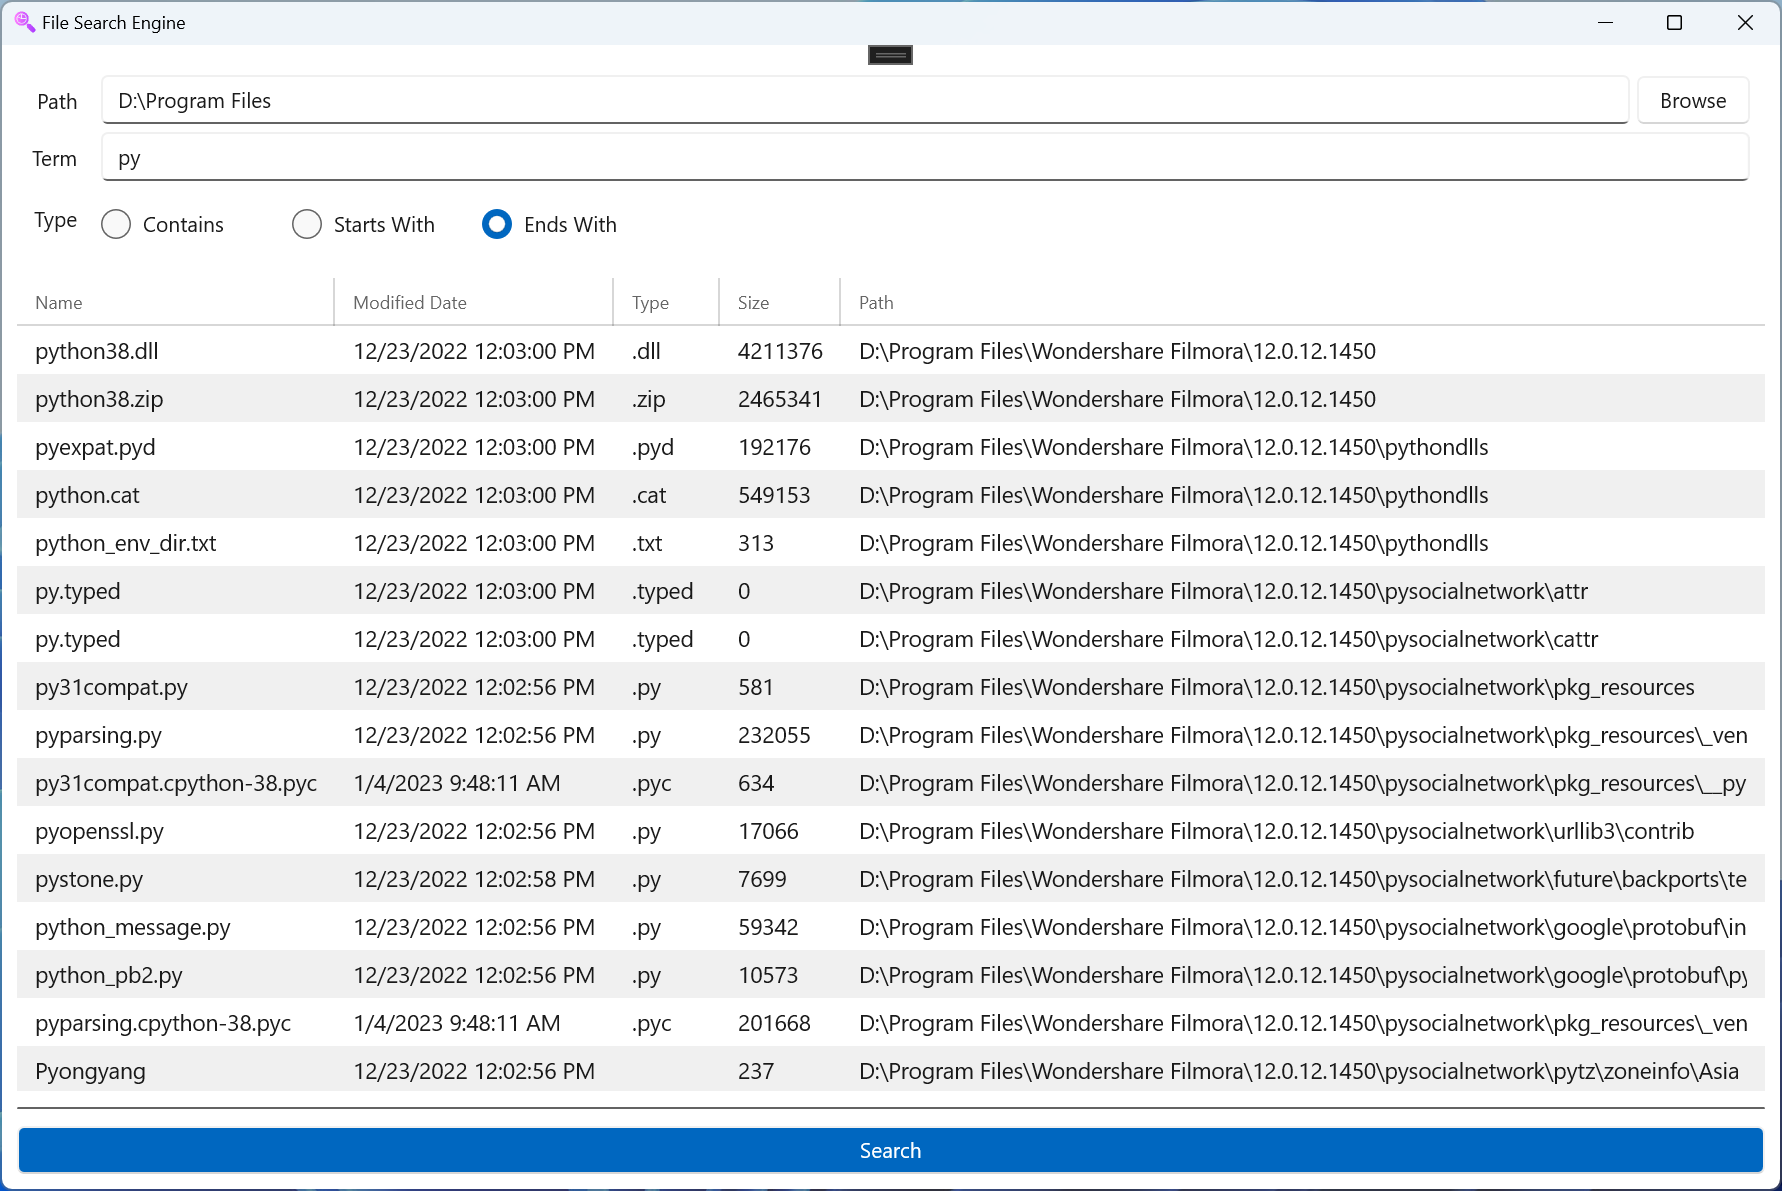 File Search Engine
Path D:\Program Files Browse
Term py
Type Contains Starts With Ends With
Name Modified Date Type Size Path
python38.dll 12/23/2022 12:03:00 PM .dll 4211376 D:\Program Files\Wondershare Filmora\12.0.12.1450
python38.zip 12/23/2022 12:03:00 PM .zip 2465341 D:\Program Files\Wondershare Filmora\12.0.12.1450
pyexpat.pyd 12/23/2022 12:03:00 PM .pyd 192176 D:\Program Files\Wondershare Filmora\12.0.12.1450\pythondlls
python.cat 12/23/2022 12:03:00 PM .cat 549153 D:\Program Files\Wondershare Filmora\12.0.12.1450\pythondlls
python_env_dir.txt 12/23/2022 12:03:00 PM .txt 313 D:\Program Files\Wondershare Filmora\12.0.12.1450\pythondlls
py.typed 12/23/2022 12:03:00 PM .typed 0 D:\Program Files\Wondershare Filmora\12.0.12.1450\pysocialnetwork\attr
py.typed 12/23/2022 12:03:00 PM .typed 0 D:\Program Files\Wondershare Filmora\12.0.12.1450\pysocialnetwork\cattr
py31compat.py 12/23/2022 12:02:56 PM .py 581 D:\Program Files\Wondershare Filmora\12.0.12.1450\pysocialnetwork\pkg_resources
pyparsing.py 12/23/2022 12:02:56 PM .py 232055 D:\Program Files\Wondershare Filmora\12.0.12.1450\pysocialnetwork\pkg_resources\_ven
py31compat.cpython-38.pyc 1/4/2023 9:48:11 AM .pyc 634 D:\Program Files\Wondershare Filmora\12.0.12.1450\pysocialnetwork\pkg_resources\__py
pyopenssl.py 12/23/2022 12:02:56 PM .py 17066 D:\Program Files\Wondershare Filmora\12.0.12.1450\pysocialnetwork\urllib3\contrib
pystone.py 12/23/2022 12:02:58 PM .py 7699 D:\Program Files\Wondershare Filmora\12.0.12.1450\pysocialnetwork\future\backports\te
python_message.py 12/23/2022 12:02:56 PM .py 59342 D:\Program Files\Wondershare Filmora\12.0.12.1450\pysocialnetwork\google\protobuf\in
python_pb2.py 12/23/2022 12:02:56 PM .py 10573 D:\Program Files\Wondershare Filmora\12.0.12.1450\pysocialnetwork\google\protobuf\py
pyparsing.cpython-38.pyc 1/4/2023 9:48:11 AM .pyc 201668 D:\Program Files\Wondershare Filmora\12.0.12.1450\pysocialnetwork\pkg_resources\_ven
Pyongyang 12/23/2022 12:02:56 PM 237 D:\Program Files\Wondershare Filmora\12.0.12.1450\pysocialnetwork\pytz\zoneinfo\Asia
Search